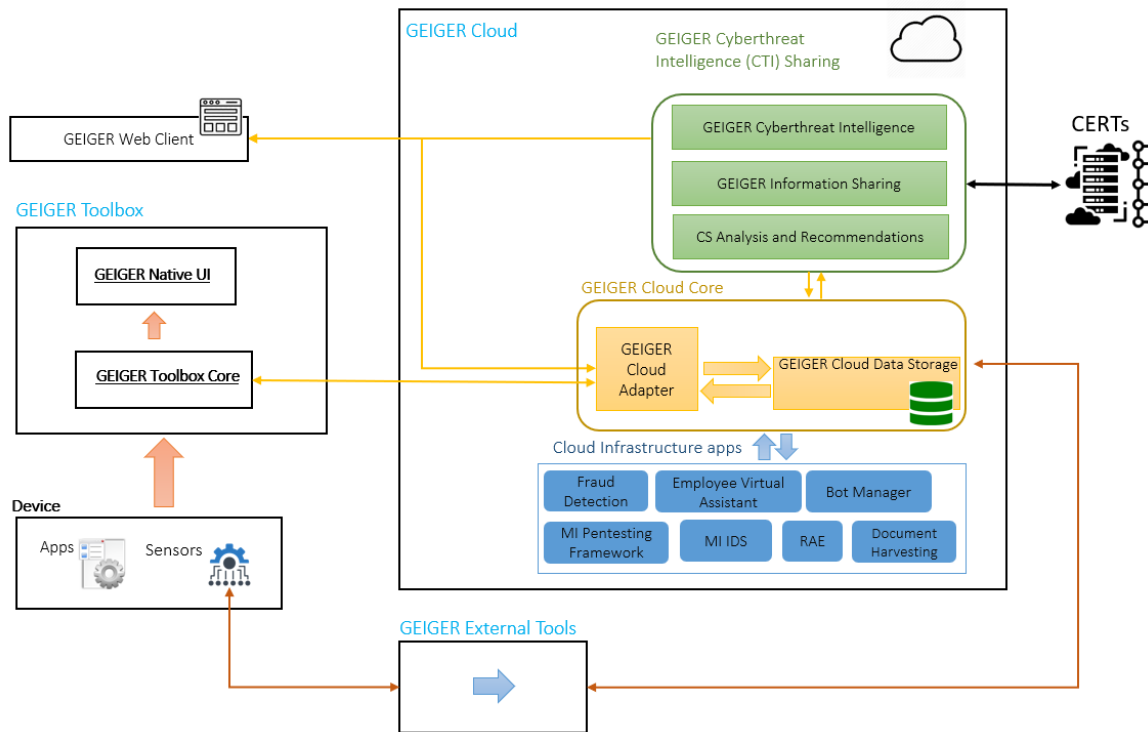 GEIGER Cloud
GEIGER Cyberthreat
Intelligence (CTI) Sharing
GEIGER Web Client
GEIGER Cyberthreat Intelligence
GEIGER Information Sharing
CS Analysis and Recommendations
CERTs
GEIGER Toolbox
GEIGER Native UI
GEIGER Toolbox Core
GEIGER Cloud Core
GEIGER
Cloud
Adapter
GEIGER Cloud Data Storage
Cloud Infrastructure apps
Fraud
Detection
Employee Virtual
Assistant
Bot Manager
MI Pentesting
Framework
MI IDS
RAE
Document
Harvesting
Device
Apps
Sensors
GEIGER External Tools